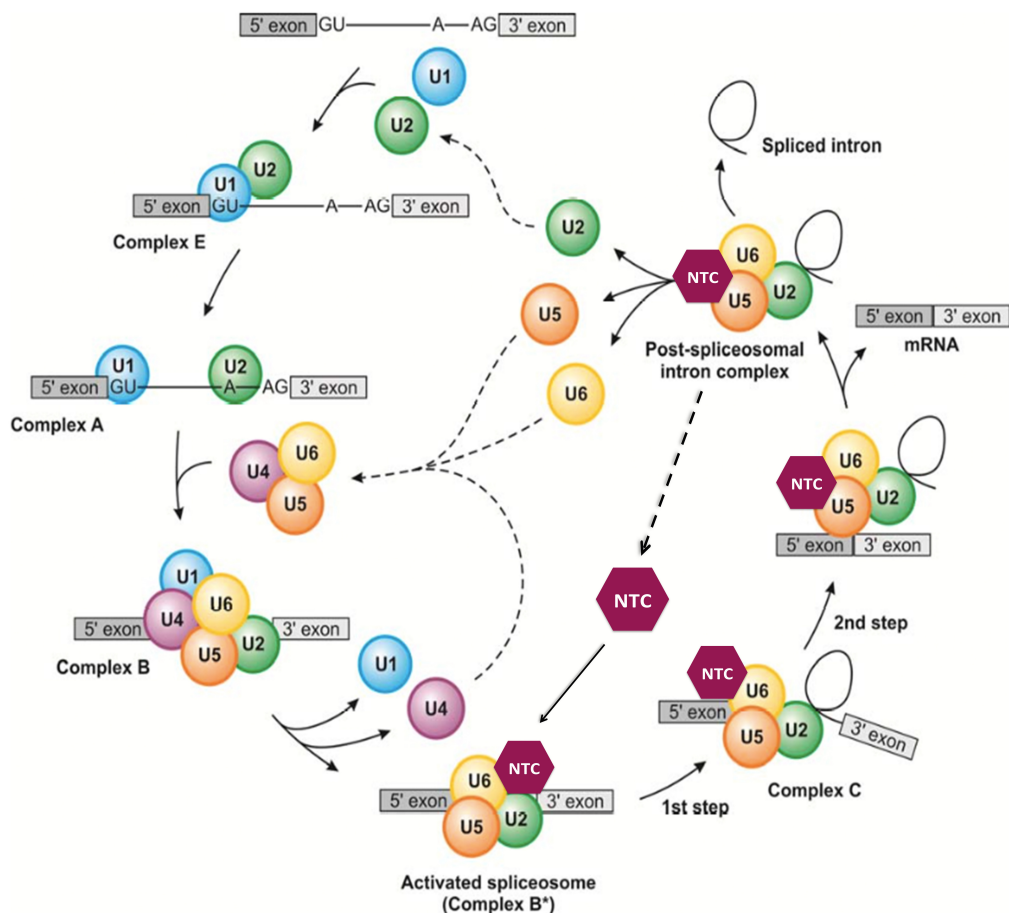 5' exon GU A AG 3' exon
U1
U2
U2
U1
5' exon GU A AG 3' exon
Complex E
U1 U2
5' exon GU A AG 3' exon
Complex A
U4 U6
U5
U1
U6
U4
5' exon 3' exon
U5 U2
Complex B
U1
U4
U2
U5
U6
NTC
U6 NTC
5' exon 3' exon
U5 U2
Activated spliceosome
(Complex B*)
1st step
NTC
U6
5' exon
U5 U2
3' exon
Complex C
2nd step
U6
NTC
U2
U5
5' exon 3' exon
5' exon 3' exon
mRNA
U6
NTC
U2
U5
Post-spliceosomal
intron complex
Spliced intron